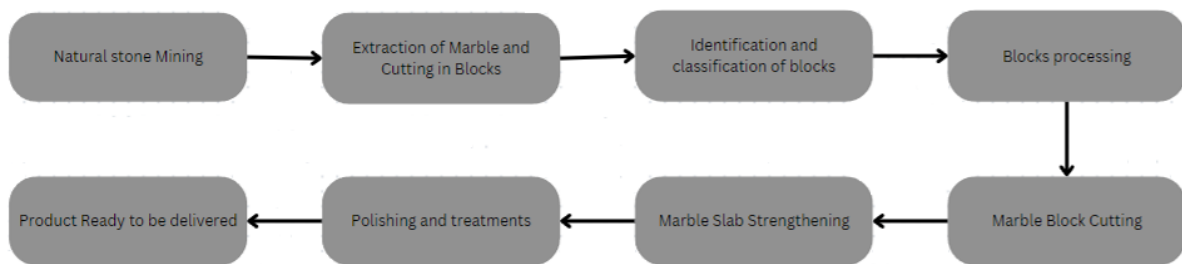 Natural stone Mining
Extraction of Marble and
Cutting in Blocks
Identification and
classification of blocks
Blocks processing
Marble Block Cutting
Marble Slab Strengthening
Polishing and treatments
Product Ready to be delivered